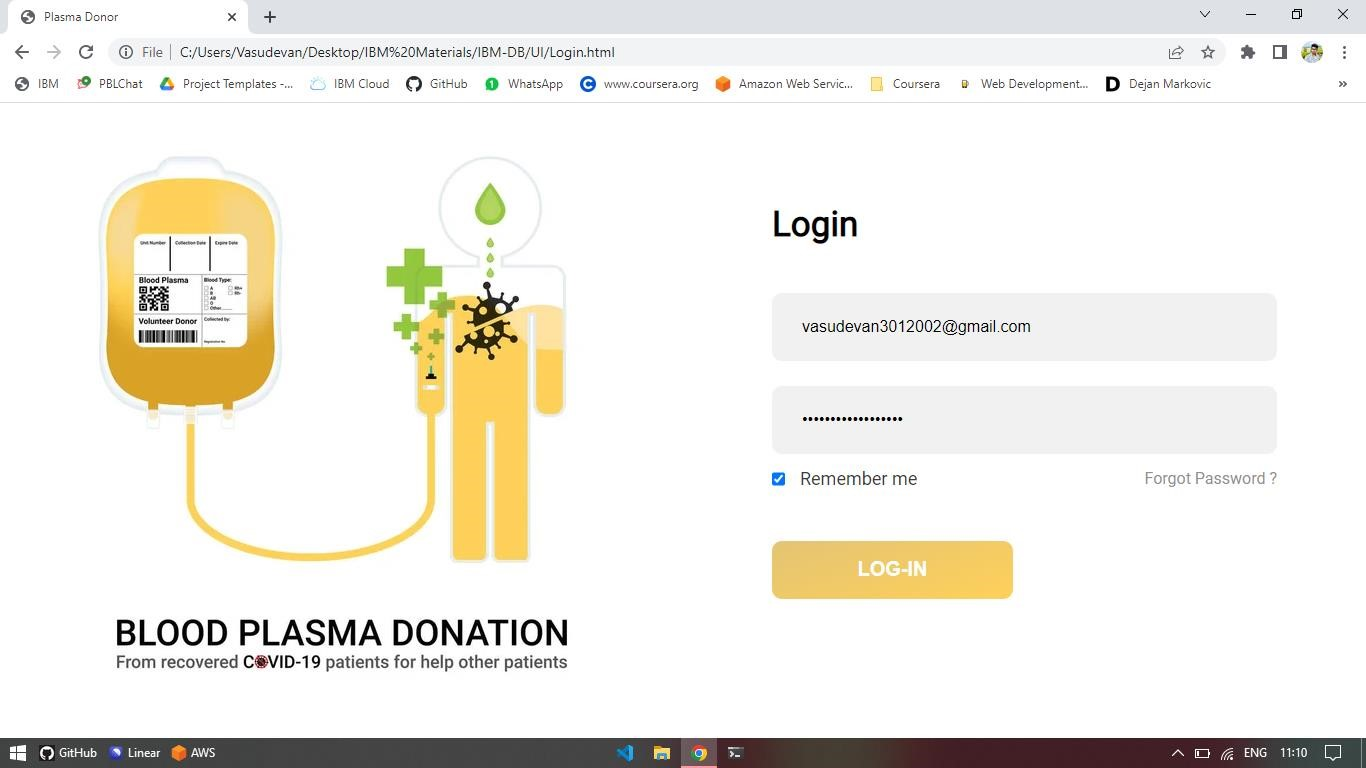 Plasma Donor
File
C:/Users/Vasudevan/Desktop/IBM%20Materials/IBM-DB/UI/Login.html
IBM PBLChat Project Templates -... IBM Cloud GitHub WhatsApp www.coursera.org Amazon Web Servic... Coursera Web Development... Dejan Markovic »
Unit Number Collection Date Expire Date
Blood Plasma
Blood Type:
A Rh+
B Rh-
AB
O
Other
Volunteer Donor
Collected by:
Registration No
BLOOD PLASMA DONATION
From recovered COVID-19 patients for help other patients
Login
vasudevan3012002@gmail.com
••••••••••••••••••
Remember me Forgot Password ?
LOG-IN
GitHub Linear AWS ENG 11:10